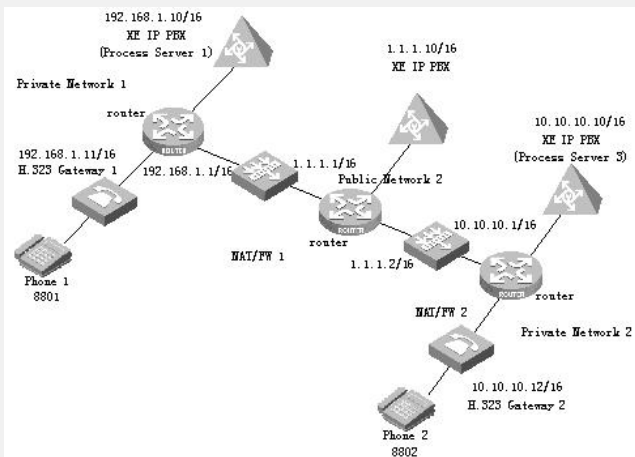 192.168.1.10/16
XE IP PBX
(Process Server 1)
1.1.1.10/16
XE IP PBX
Private Network 1
router
10.10.10.10/16
XE IP PBX
(Process Server 3)
ROUTER
192.168.1.11/16
H.323 Gateway 1
192.168.1.1/16
1.1.1.1/16
Public Network 2
ROUTER
router
10.10.10.1/16
NAT/FW 1
1.1.1.2/16
Phone 1
8801
ROUTER
router
NAT/FW 2
Private Network 2
10.10.10.12/16
H.323 Gateway 2
Phone 2
8802